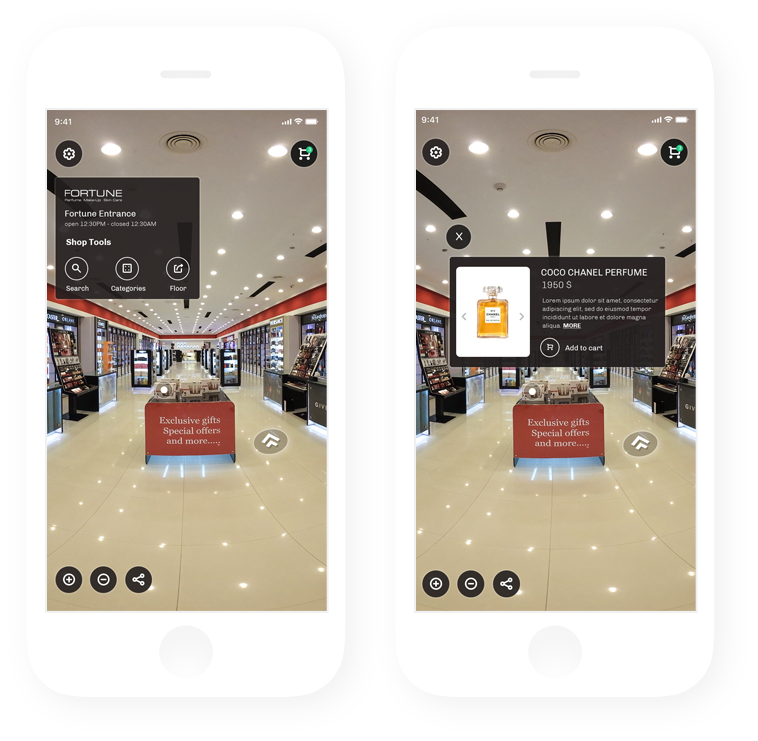 9:41
FORTUNE
Perfume Make-Up Skin Care
Fortune Entrance
open 12:30PM - closed 12:30AM
Shop Tools
Search
Categories
Floor
Exclusive gifts
Special offers
and more....
9:41
X
COCO CHANEL PERFUME
1950 $
Lorem ipsum dolor sit amet, consectetur
adipiscing elit, sed do eiusmod tempor
incididunt ut labore et dolore magna
aliqua. MORE
CHANEL
Add to cart
Exclusive gifts
Special offers
and more....
GIV